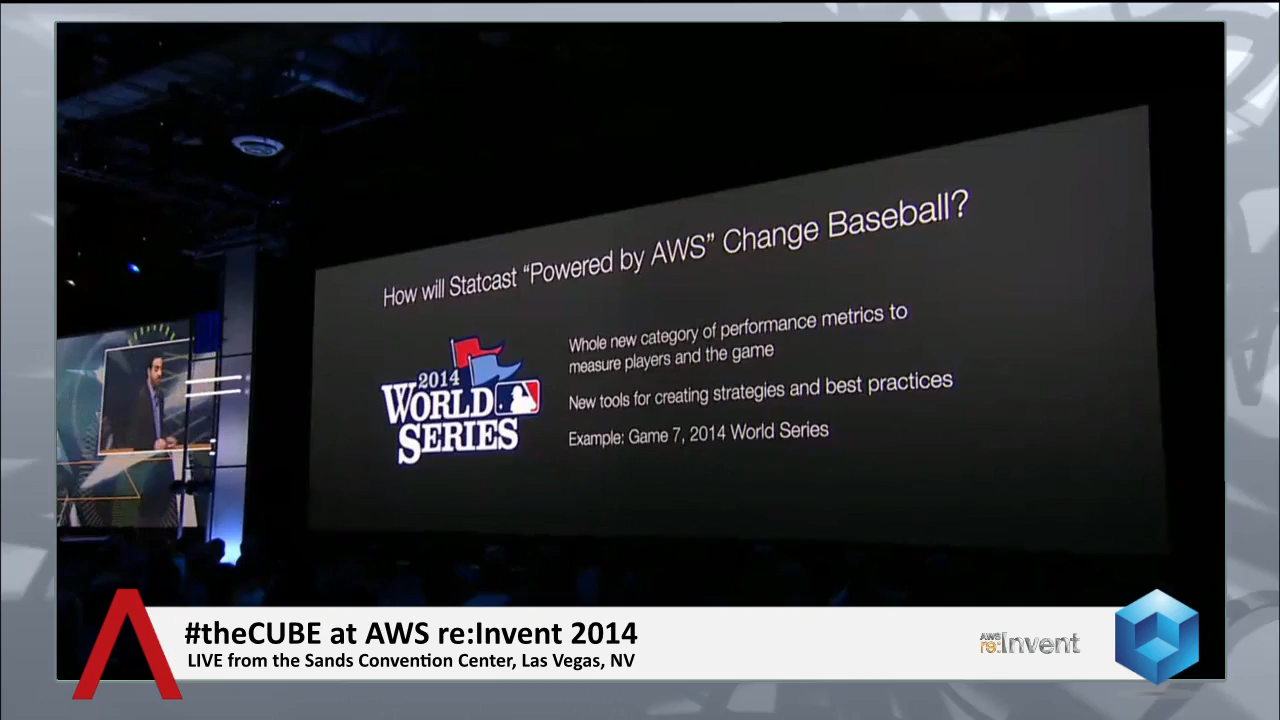 How will Statcast “Powered by AWS” Change Baseball?
2014
WORLD
SERIES
Whole new category of performance metrics to
measure players and the game
New tools for creating strategies and best practices
Example: Game 7, 2014 World Series
#theCUBE at AWS re:Invent 2014
LIVE from the Sands Convention Center, Las Vegas, NV
AWS
re:Invent